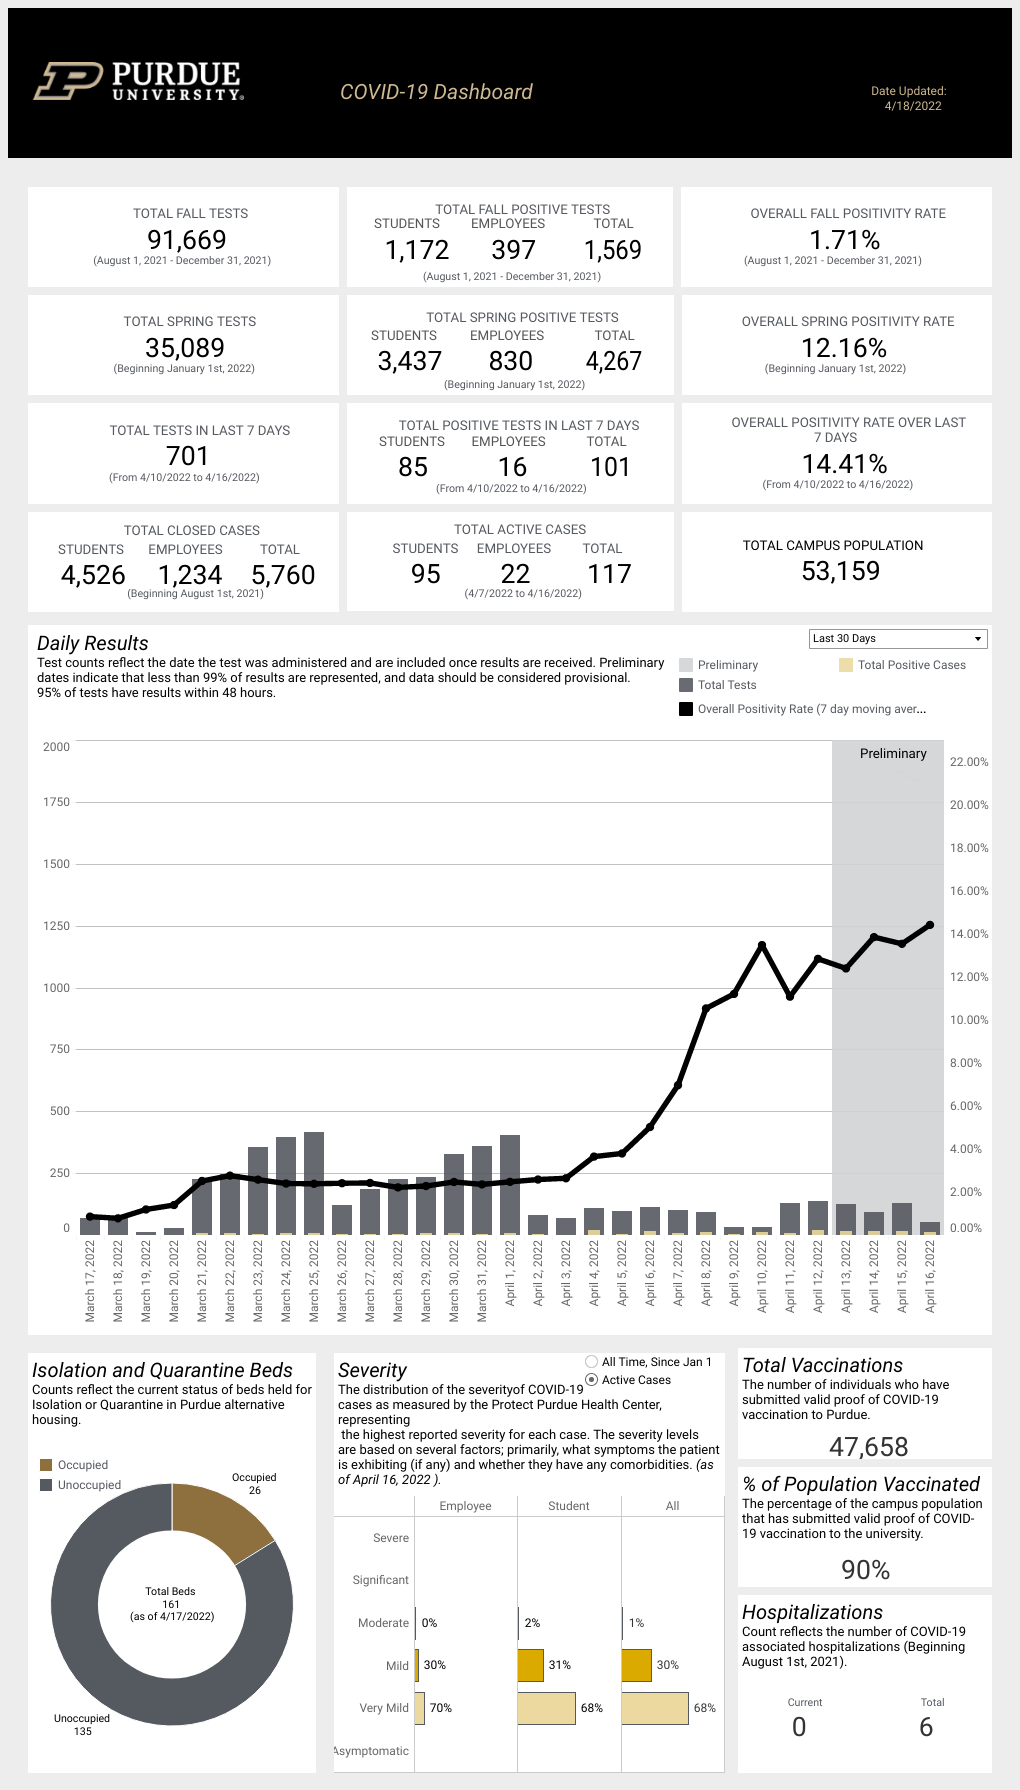 PURDUE
UNIVERSITY®
COVID-19 Dashboard
Date Updated:
4/18/2022
TOTAL FALL TESTS
91,669
(August 1, 2021 - December 31, 2021)
TOTAL FALL POSITIVE TESTS
STUDENTS EMPLOYEES TOTAL
1,172 397 1,569
(August 1, 2021 - December 31, 2021)
OVERALL FALL POSITIVITY RATE
1.71%
(August 1, 2021 - December 31, 2021)
TOTAL SPRING TESTS
35,089
(Beginning January 1st, 2022)
TOTAL SPRING POSITIVE TESTS
STUDENTS EMPLOYEES TOTAL
3,437 830 4,267
(Beginning January 1st, 2022)
OVERALL SPRING POSITIVITY RATE
12.16%
(Beginning January 1st, 2022)
TOTAL TESTS IN LAST 7 DAYS
701
(From 4/10/2022 to 4/16/2022)
TOTAL POSITIVE TESTS IN LAST 7 DAYS
STUDENTS EMPLOYEES TOTAL
85 16 101
(From 4/10/2022 to 4/16/2022)
OVERALL POSITIVITY RATE OVER LAST
7 DAYS
14.41%
(From 4/10/2022 to 4/16/2022)
TOTAL CLOSED CASES
STUDENTS EMPLOYEES TOTAL
4,526 1,234 5,760
(Beginning August 1st, 2021)
TOTAL ACTIVE CASES
STUDENTS EMPLOYEES TOTAL
95 22 117
(4/7/2022 to 4/16/2022)
TOTAL CAMPUS POPULATION
53,159
Daily Results
Test counts reflect the date the test was administered and are included once results are received. Preliminary
dates indicate that less than 99% of results are represented, and data should be considered provisional.
95% of tests have results within 48 hours.
Last 30 Days
Preliminary Total Positive Cases
Total Tests
Overall Positivity Rate (7 day moving aver...
Preliminary
2000
1750
1500
1250
1000
750
500
250
0
22.00%
20.00%
18.00%
16.00%
14.00%
12.00%
10.00%
8.00%
6.00%
4.00%
2.00%
0.00%
March 17, 2022
March 18, 2022
March 19, 2022
March 20, 2022
March 21, 2022
March 22, 2022
March 23, 2022
March 24, 2022
March 25, 2022
March 26, 2022
March 27, 2022
March 28, 2022
March 29, 2022
March 30, 2022
March 31, 2022
April 1, 2022
April 2, 2022
April 3, 2022
April 4, 2022
April 5, 2022
April 6, 2022
April 7, 2022
April 8, 2022
April 9, 2022
April 10, 2022
April 11, 2022
April 12, 2022
April 13, 2022
April 14, 2022
April 15, 2022
April 16, 2022
Isolation and Quarantine Beds
Counts reflect the current status of beds held for
Isolation or Quarantine in Purdue alternative
housing.
Occupied
Unoccupied
Occupied
26
Total Beds
161
(as of 4/17/2022)
Unoccupied
135
Severity
All Time, Since Jan 1
Active Cases
The distribution of the severityof COVID-19
cases as measured by the Protect Purdue Health Center,
representing
the highest reported severity for each case. The severity levels
are based on several factors; primarily, what symptoms the patient
is exhibiting (if any) and whether they have any comorbidities. (as
of April 16, 2022 ).
Employee Student All
Severe
Significant
Moderate 0% 2% 1%
Mild 30% 31% 30%
Very Mild 70% 68% 68%
Asymptomatic
Total Vaccinations
The number of individuals who have
submitted valid proof of COVID-19
vaccination to Purdue.
47,658
% of Population Vaccinated
The percentage of the campus population
that has submitted valid proof of COVID-
19 vaccination to the university.
90%
Hospitalizations
Count reflects the number of COVID-19
associated hospitalizations (Beginning
August 1st, 2021).
Current Total
0 6